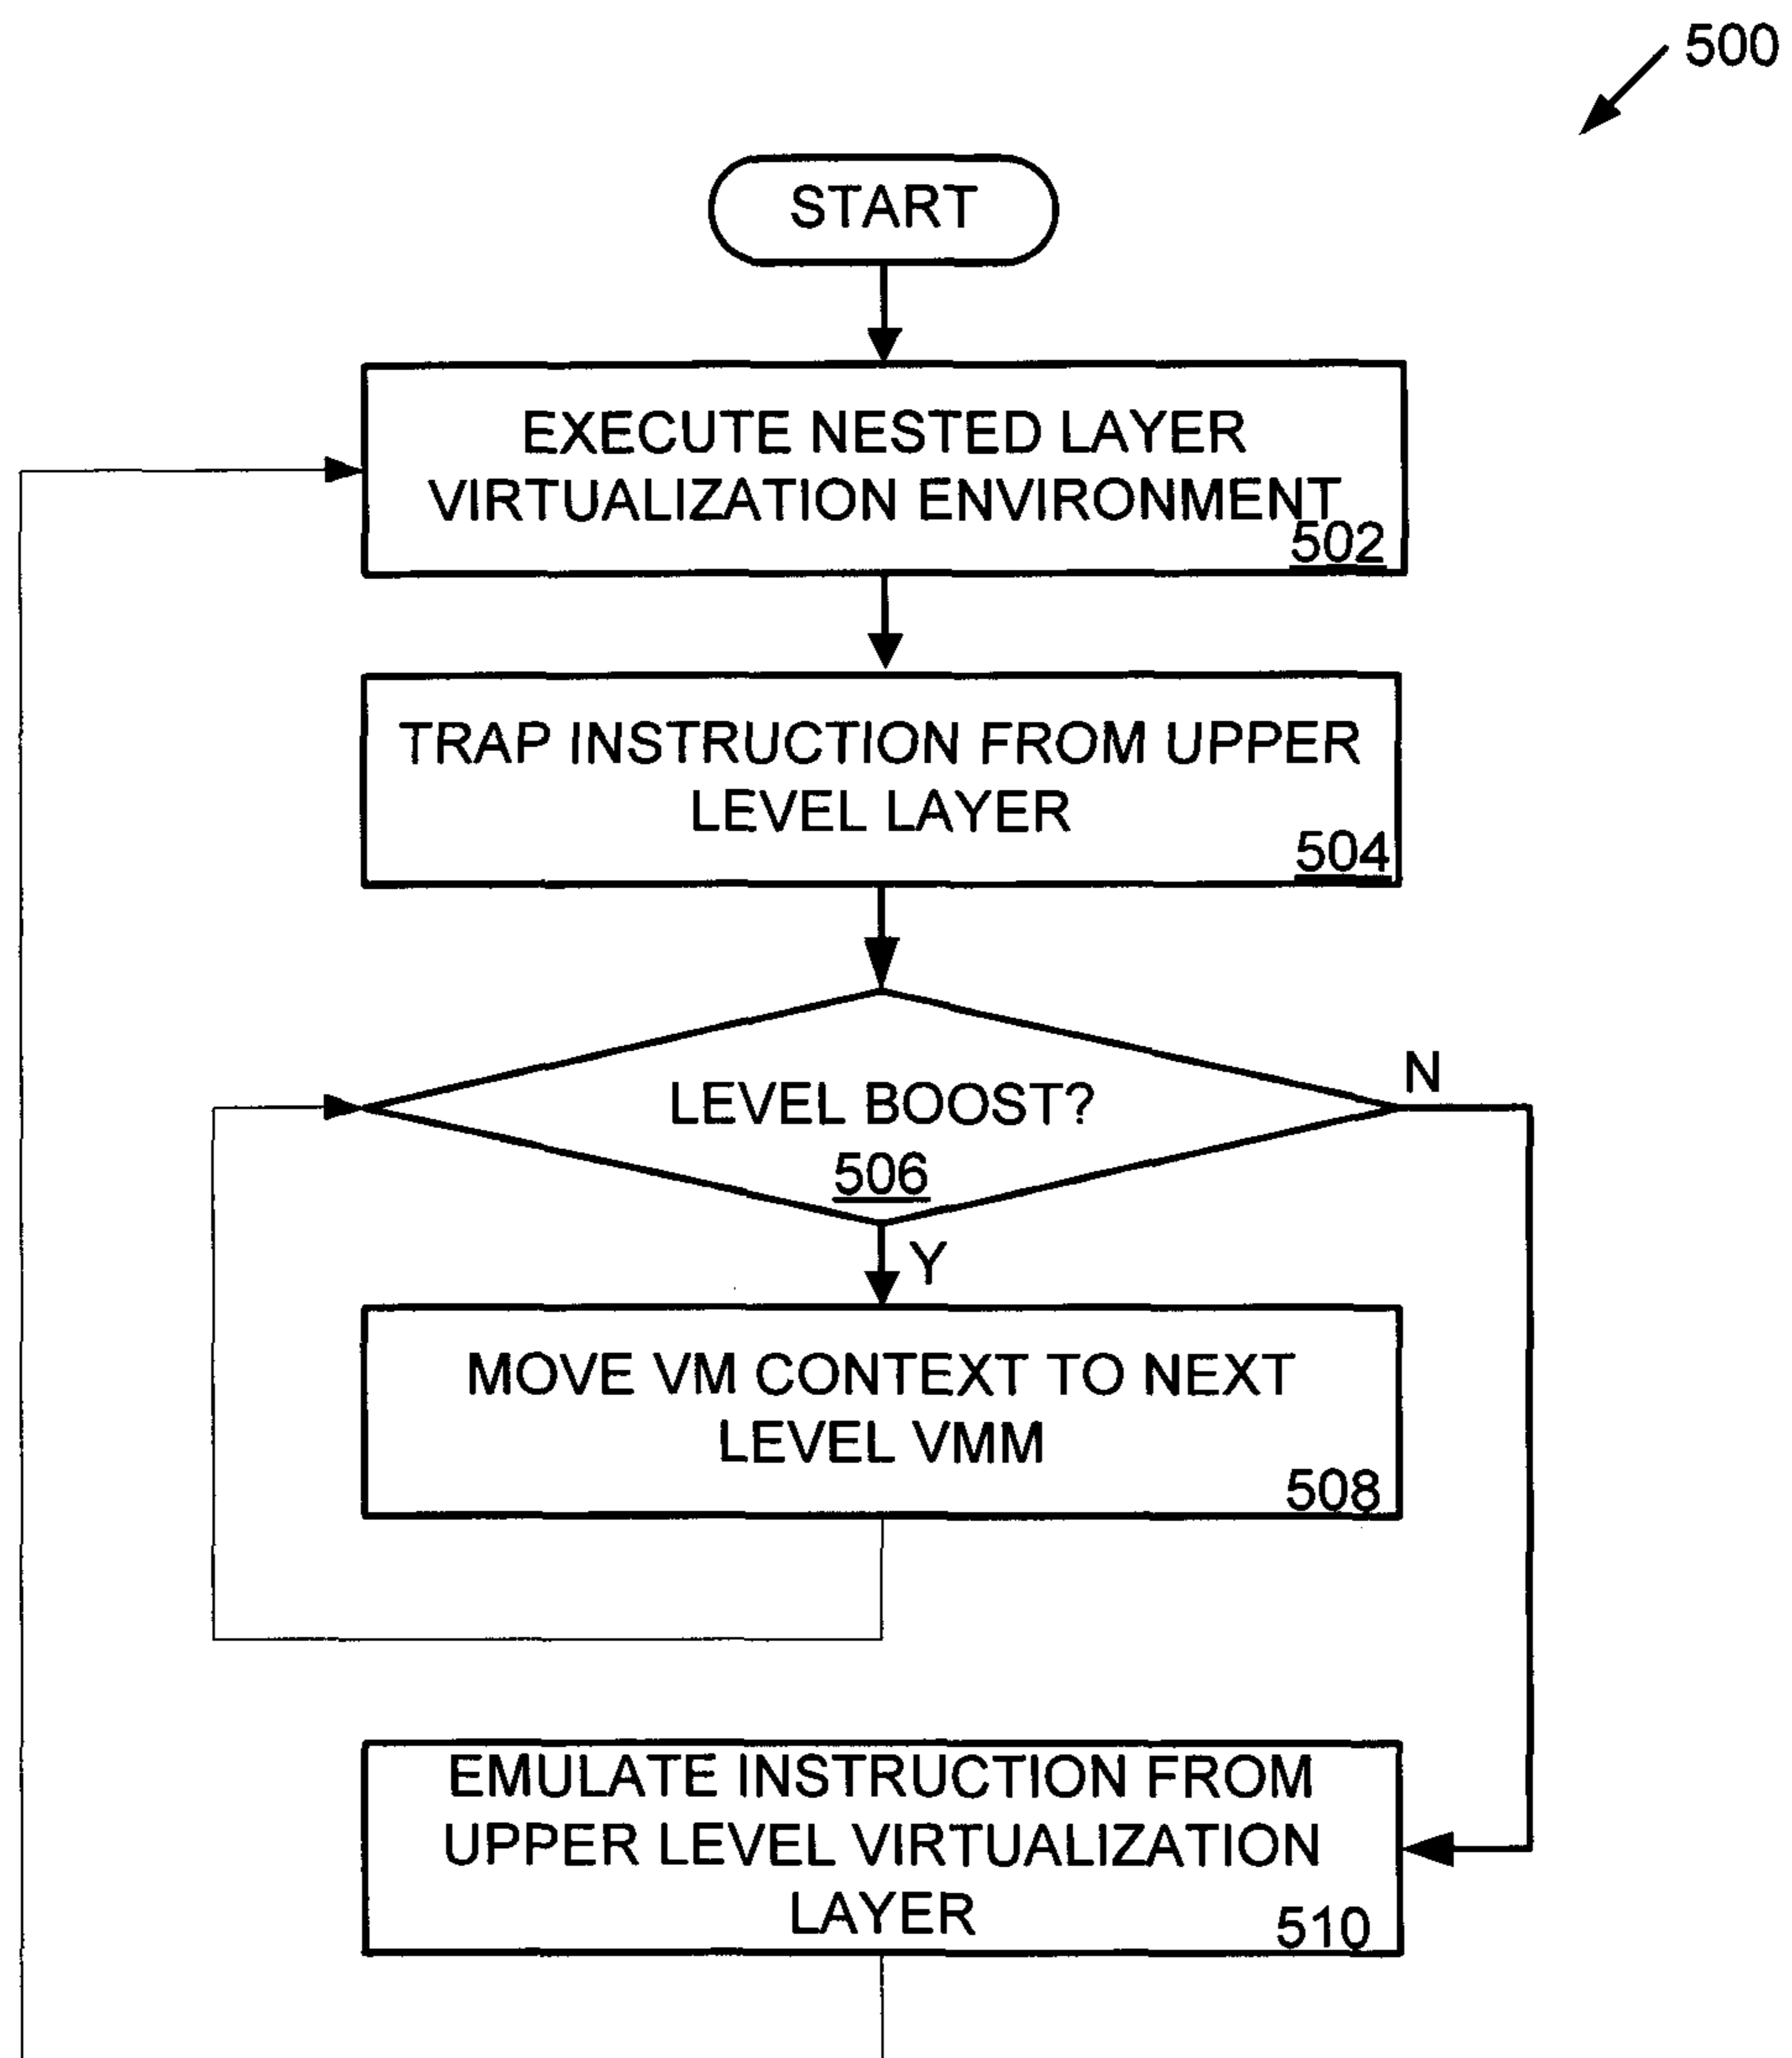 500
START
EXECUTE NESTED LAYER
VIRTUALIZATION ENVIRONMENT
502
TRAP INSTRUCTION FROM UPPER
LEVEL LAYER
504
LEVEL BOOST?
N
506
Y
MOVE VM CONTEXT TO NEXT
LEVEL VMM
508
EMULATE INSTRUCTION FROM
UPPER LEVEL VIRTUALIZATION
LAYER
510